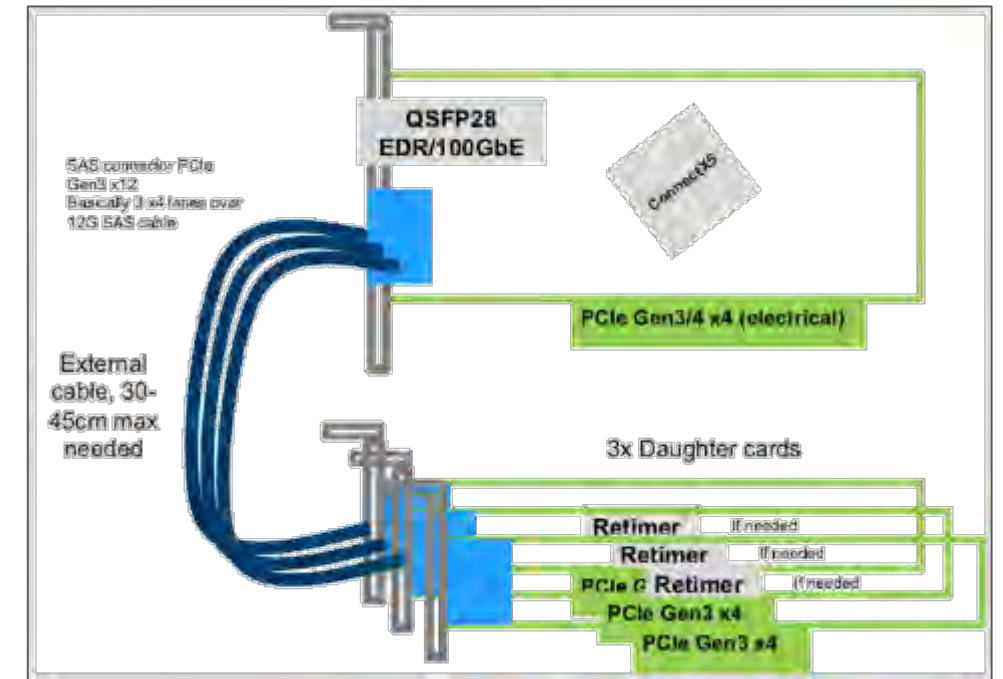 QSFP28
EDR/100GbE
ConnectX5
SAS connector PCIe
Gen3 x12
Basically 3 x4 lanes over
12G SAS cable
PCIe Gen3/4 x4 (electrical)
External
cable, 30-
45cm max
needed
3x Daughter cards
Retimer If needed
Retimer If needed
PCIe G Retimer If needed
PCIe Gen3 x4
PCIe Gen3 x4